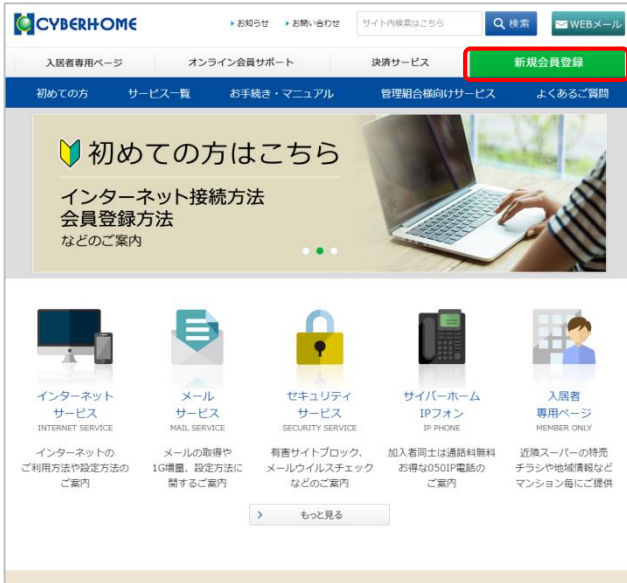 CYBERHOME
お知らせ
お問い合わせ
サイト内検索はこちら
検索
WEBメール
入居者専用ページ
オンライン会員サポート
決済サービス
新規会員登録
初めての方
サービス一覧
お手続き・マニュアル
管理組合様向けサービス
よくあるご質問
初めての方はこちら
インターネット接続方法
会員登録方法
などのご案内
インターネット
サービス
INTERNET SERVICE
インターネットの
ご利用方法や設定方法の
ご案内
メール
サービス
MAIL SERVICE
メールの取得や
1G増量、設定方法に
関するご案内
セキュリティ
サービス
SECURITY SERVICE
有害サイトブロック、
メールウイルスチェック
などのご案内
サイバーホーム
IPフォン
IP PHONE
加入者同士は通話料無料
お得な050IP電話の
ご案内
入居者
専用ページ
MEMBER ONLY
近隣スーパーの特売
チラシや地域情報など
マンション毎にご提供
もっと見る